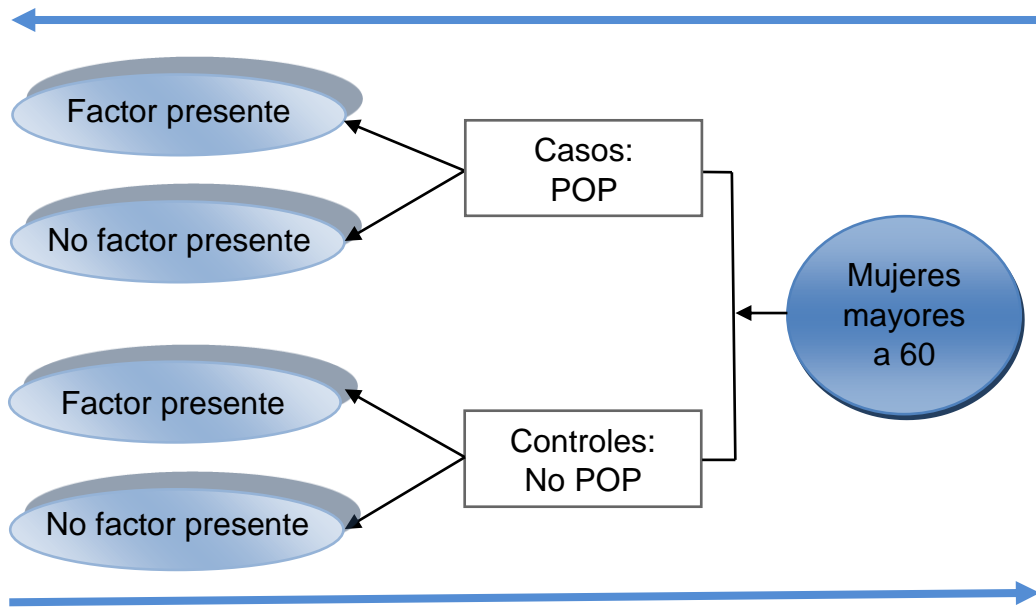 Factor presente
No factor presente
Casos:
POP
Mujeres
mayores
a 60
Factor presente
No factor presente
Controles:
No POP